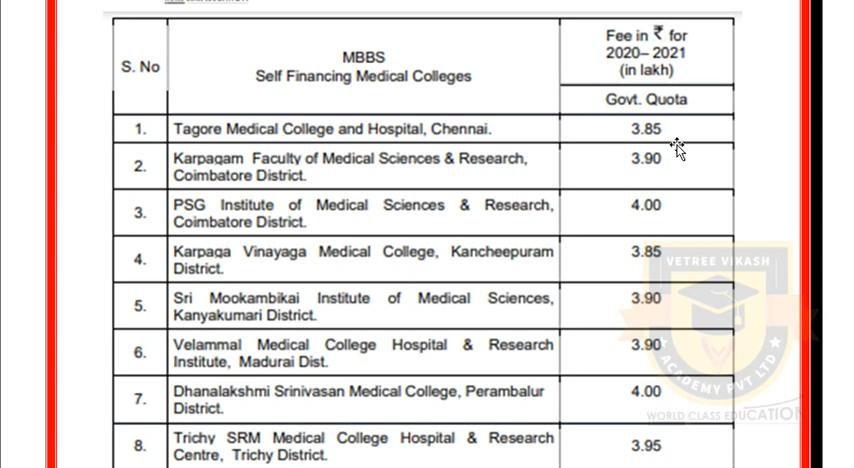 S. No
MBBS
Self Financing Medical Colleges
Fee in ₹ for
2020– 2021
(in lakh)
Govt. Quota
1.
Tagore Medical College and Hospital, Chennai.
3.85
2.
Karpagam Faculty of Medical Sciences & Research,
Coimbatore District.
3.90
3.
PSG Institute of Medical Sciences & Research,
Coimbatore District.
4.00
4.
Karpaga Vinayaga Medical College, Kancheepuram
District.
3.85
5.
Sri Mookambikai Institute of Medical Sciences,
Kanyakumari District.
3.90
6.
Velammal Medical College Hospital & Research
Institute, Madurai Dist.
3.90
7.
Dhanalakshmi Srinivasan Medical College, Perambalur
District.
4.00
8.
Trichy SRM Medical College Hospital & Research
Centre, Trichy District.
3.95
VETREE VIKASH
ACADEMY PVT LTD
WORLD CLASS EDUCATION